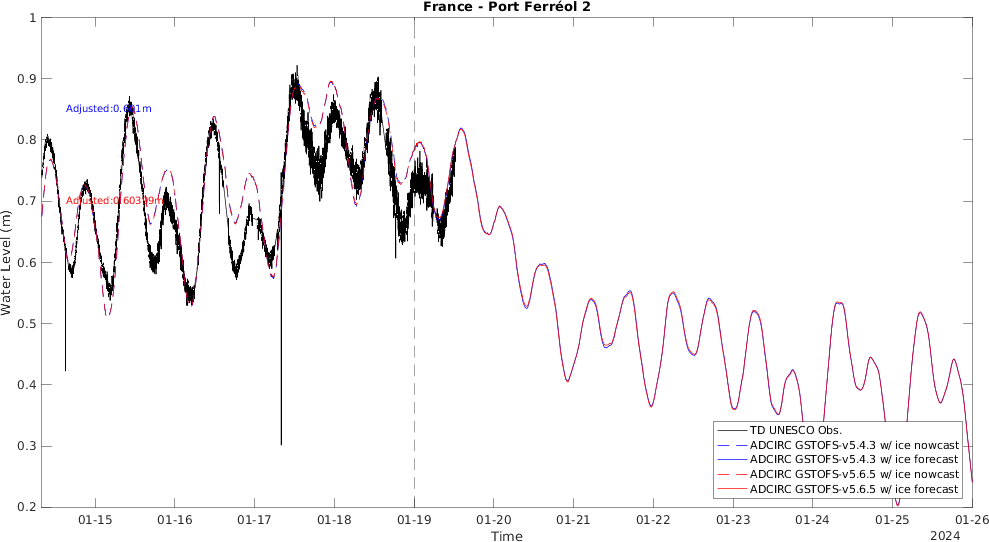 France - Port Ferréol 2
Water Level (m)
1
0.9
0.8
0.7
0.6
0.5
0.4
0.3
0.2
Adjusted:0.
1m
Adjusted:0.60399m
TD UNESCO Obs.
ADCIRC GSTOFS-v5.4.3 w/ ice nowcast
ADCIRC GSTOFS-v5.4.3 w/ ice forecast
ADCIRC GSTOFS-v5.6.5 w/ ice nowcast
ADCIRC GSTOFS-v5.6.5 w/ ice forecast
01-15
01-16
01-17
01-18
01-19
01-20
01-21
01-22
01-23
01-24
01-25
01-26
Time
2024